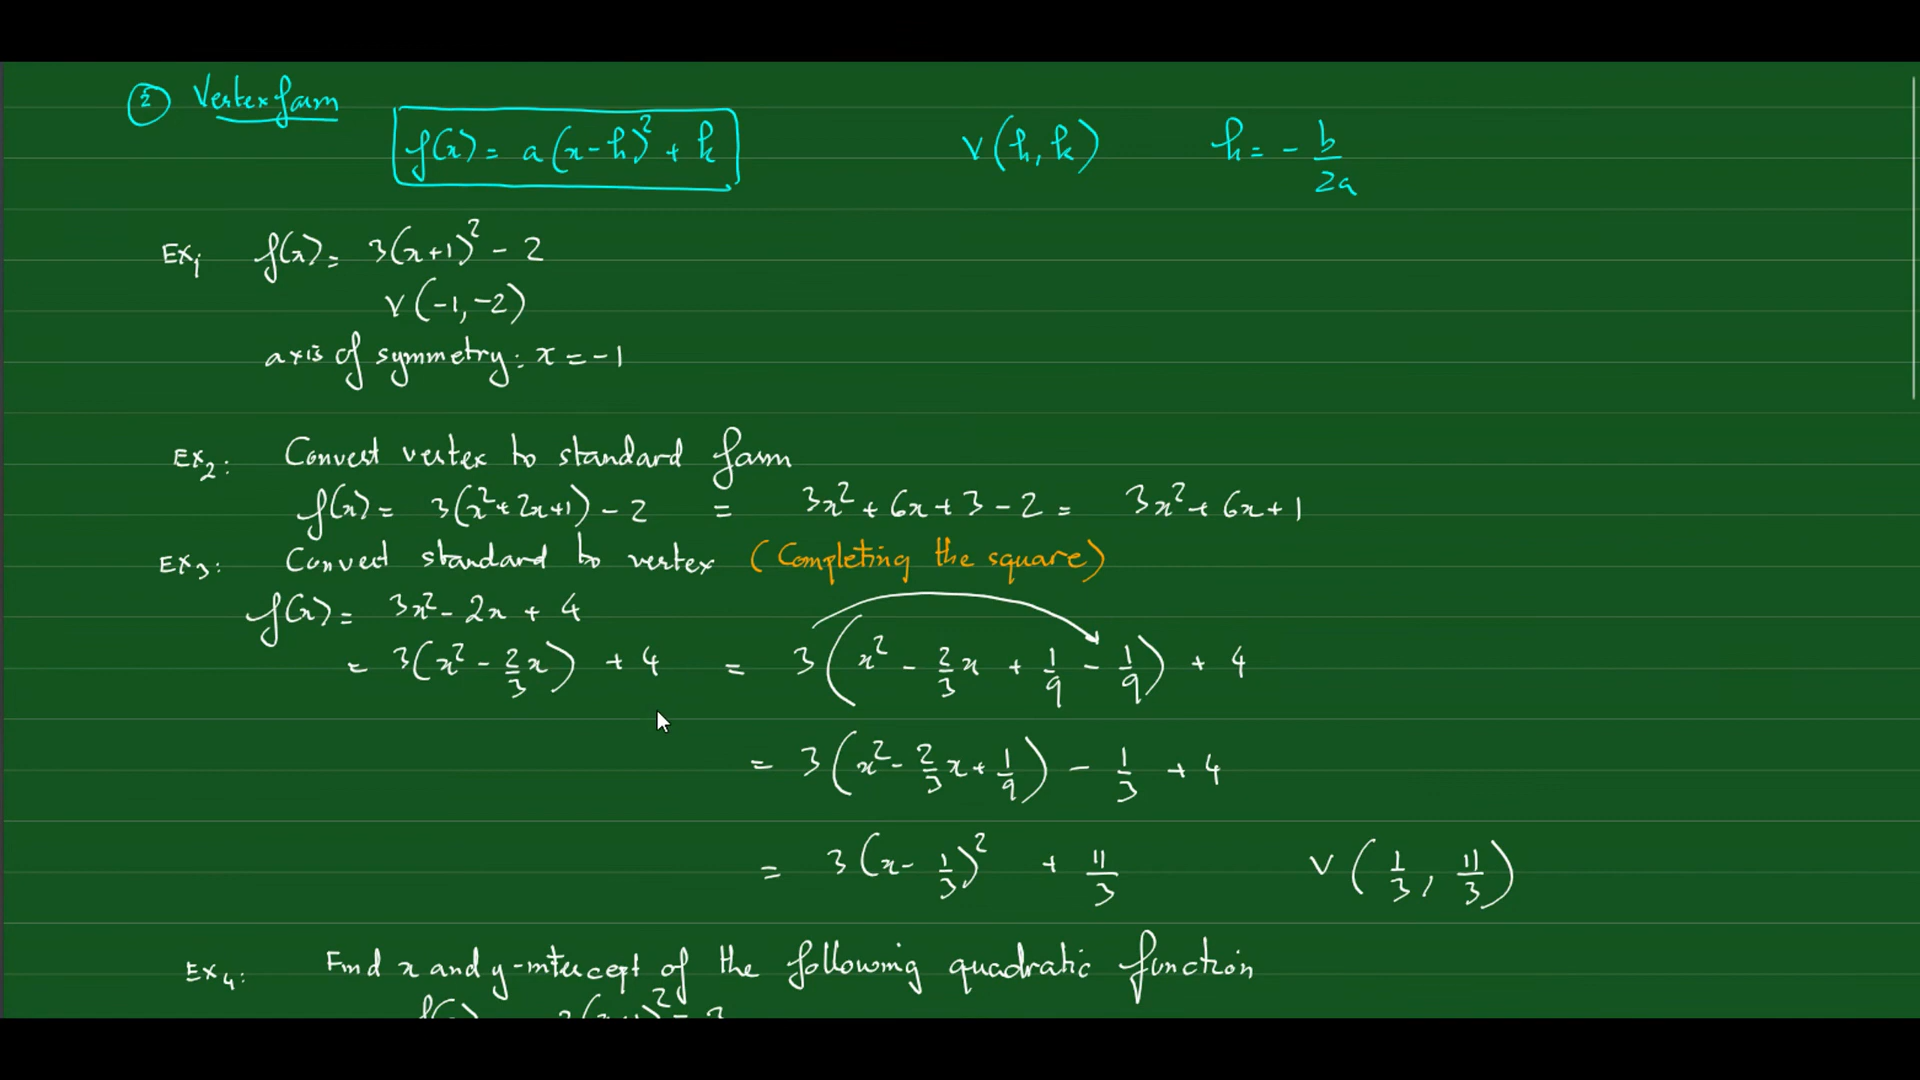 ② Vertex form
f(x) = a(x-h)² + k V(h, k) h = - b/2a
Ex₁ f(x) = 3(x+1)² - 2
V(-1, -2)
axis of symmetry: x = -1
Ex₂: Convert vertex to standard form
f(x) = 3(x²+2x+1) - 2 = 3x² + 6x + 3 - 2 = 3x² + 6x + 1
Ex₃: Convert standard to vertex (Completing the square)
f(x) = 3x² - 2x + 4
= 3(x² - 2/3 x) + 4 = 3(x² - 2/3 x + 1/9 - 1/9) + 4
= 3(x² - 2/3 x + 1/9) - 1/3 + 4
= 3(x - 1/3)² + 11/3 V(1/3, 11/3)
Ex₄: Find x and y-intercept of the following quadratic function